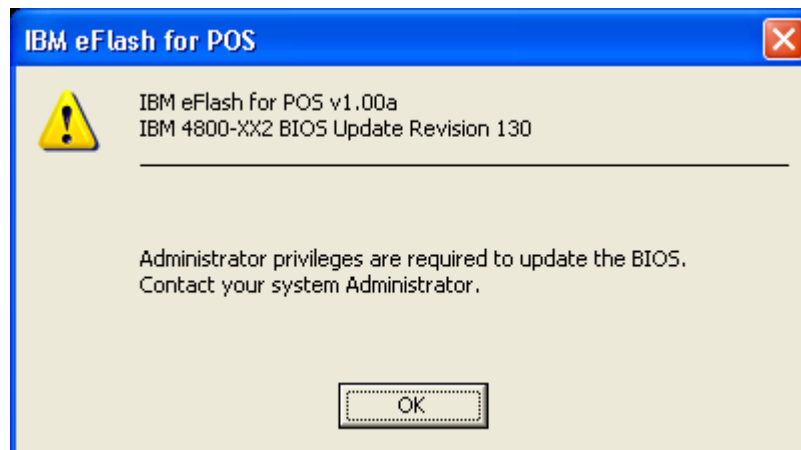 IBM eFlash for POS
IBM eFlash for POS v1.00a
IBM 4800-XX2 BIOS Update Revision 130
Administrator privileges are required to update the BIOS.
Contact your system Administrator.
OK